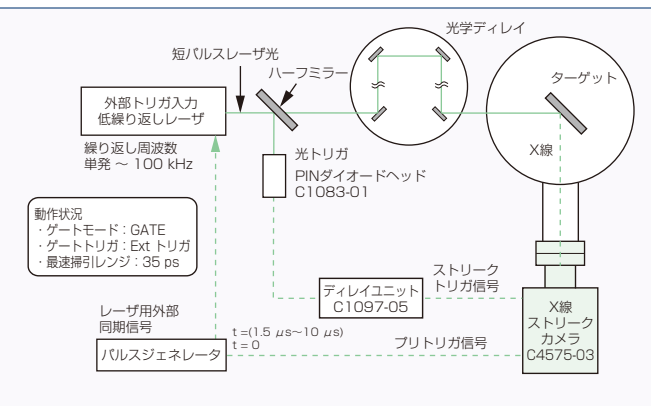 光学ディレイ
短パルスレーザ光
ハーフミラー
ターゲット
外部トリガ入力
低繰り返しレーザ
X線
繰り返し周波数
単発 ～ 100 kHz
光トリガ
PINダイオードヘッド
C1083-01
動作状況
・ゲートモード：GATE
・ゲートトリガ：Ext トリガ
・最速掃引レンジ：35 ps
ストリーク
トリガ信号
ディレイユニット
C1097-05
X線
ストリーク
カメラ
C4575-03
レーザ用外部
同期信号
t =(1.5 μs～10 μs)
t = 0
パルスジェネレータ
プリトリガ信号